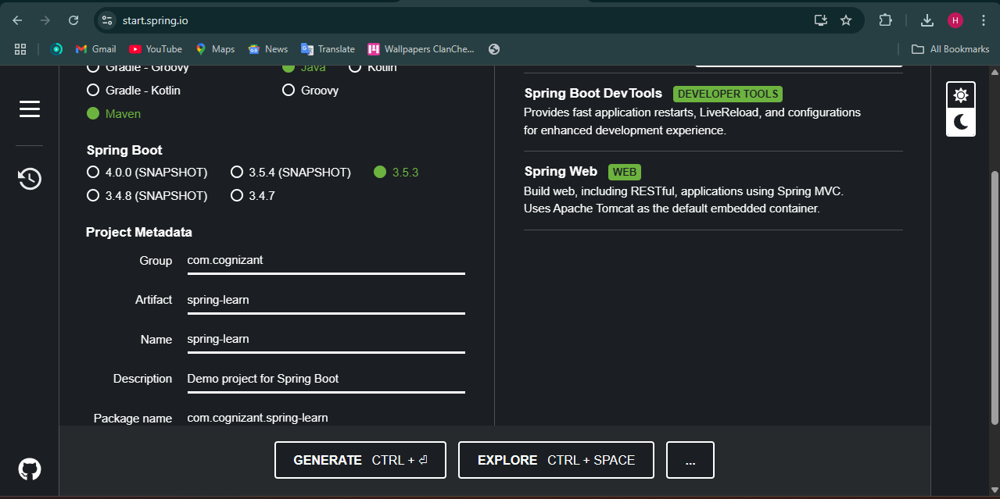 start.spring.io
H
Gmail
YouTube
Maps
News
Translate
Wallpapers ClanChe...
All Bookmarks
Gradle - Groovy
Java
Kotlin
Gradle - Kotlin
Groovy
Maven
Spring Boot
4.0.0 (SNAPSHOT)
3.5.4 (SNAPSHOT)
3.5.3
3.4.8 (SNAPSHOT)
3.4.7
Project Metadata
Group com.cognizant
Artifact spring-learn
Name spring-learn
Description Demo project for Spring Boot
Package name com.cognizant.spring-learn
Spring Boot DevTools DEVELOPER TOOLS
Provides fast application restarts, LiveReload, and configurations
for enhanced development experience.
Spring Web WEB
Build web, including RESTful, applications using Spring MVC.
Uses Apache Tomcat as the default embedded container.
GENERATE CTRL + ⏎
EXPLORE CTRL + SPACE
...